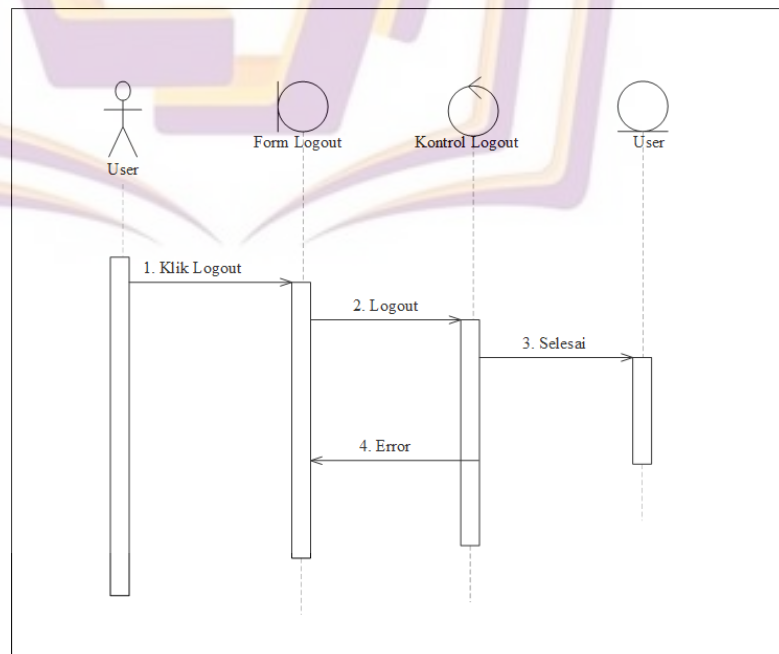 User
Form Logout
Kontrol Logout
User
1. Klik Logout
2. Logout
3. Selesai
4. Error